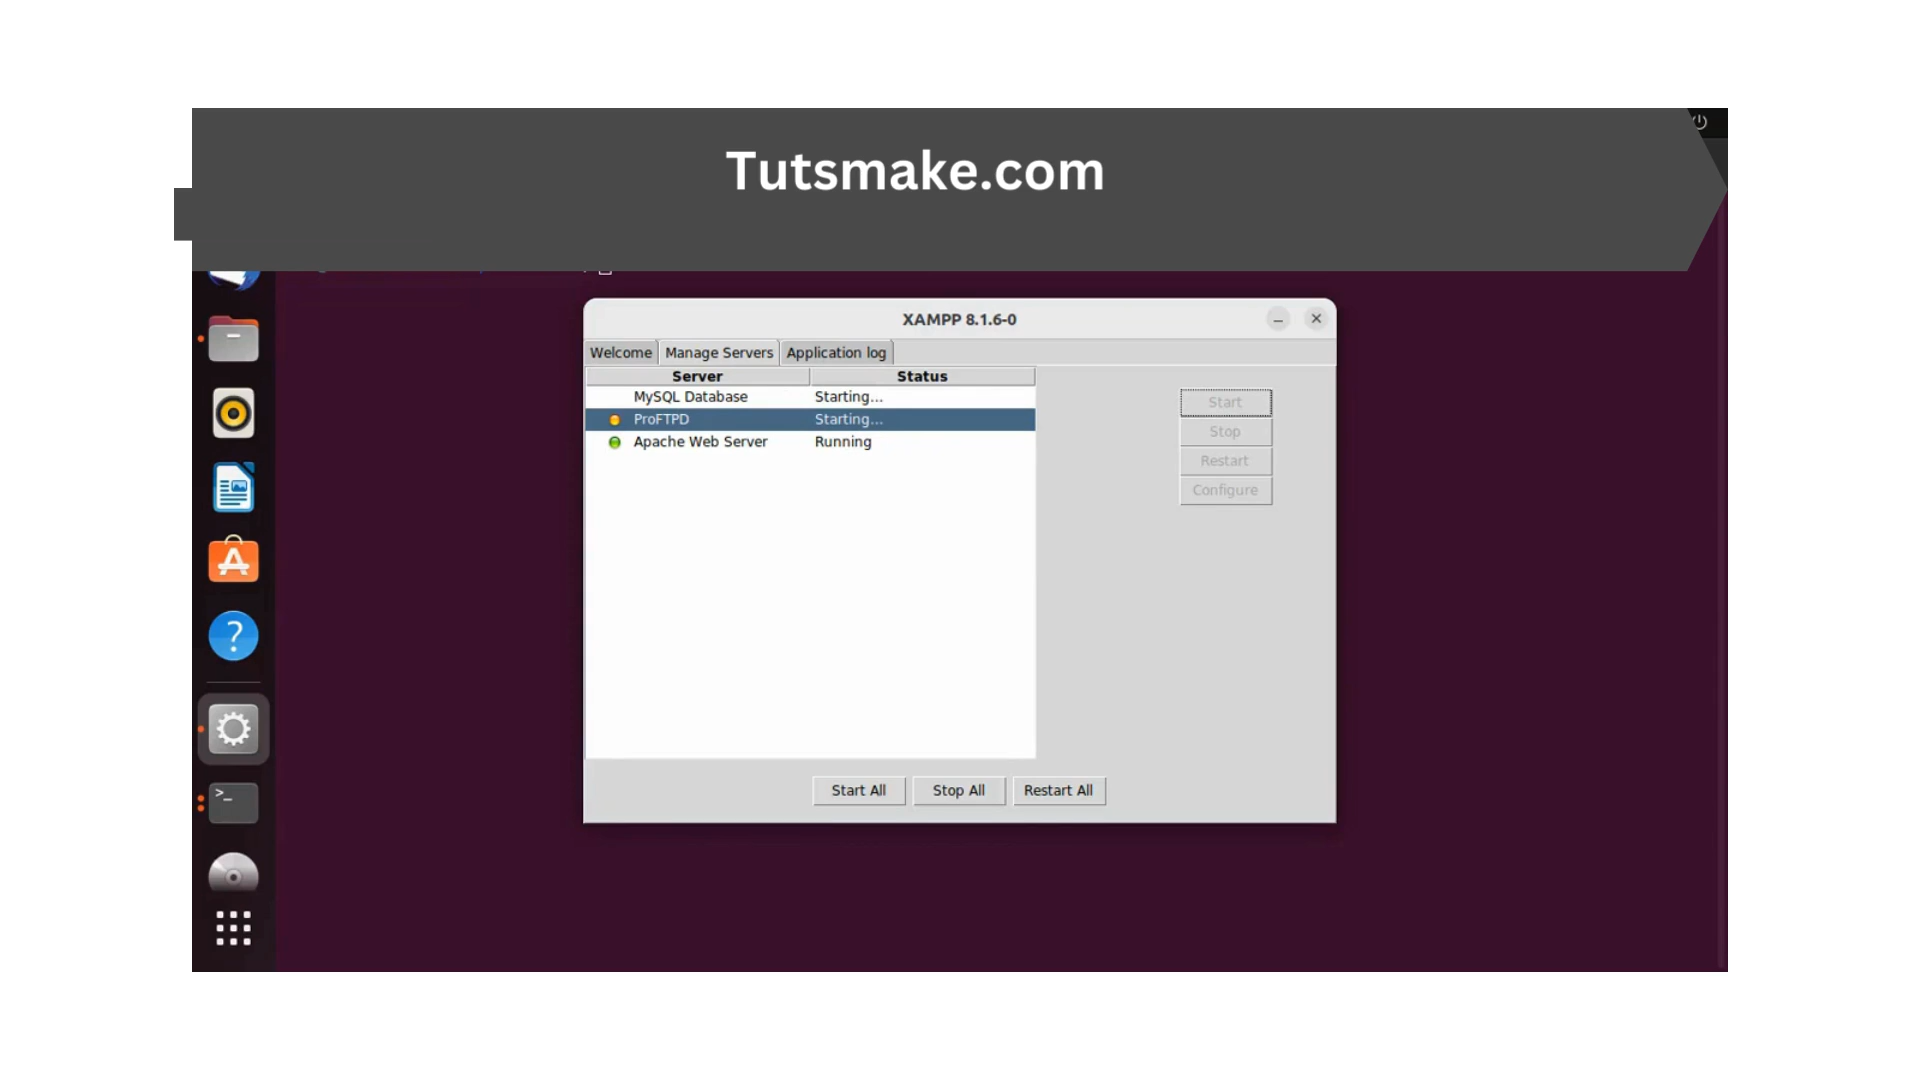 Tutsmake.com
XAMPP 8.1.6-0
Welcome Manage Servers Application log
Server Status
MySQL Database Starting...
ProFTPD Starting...
Apache Web Server Running
Start
Stop
Restart
Configure
Start All Stop All Restart All